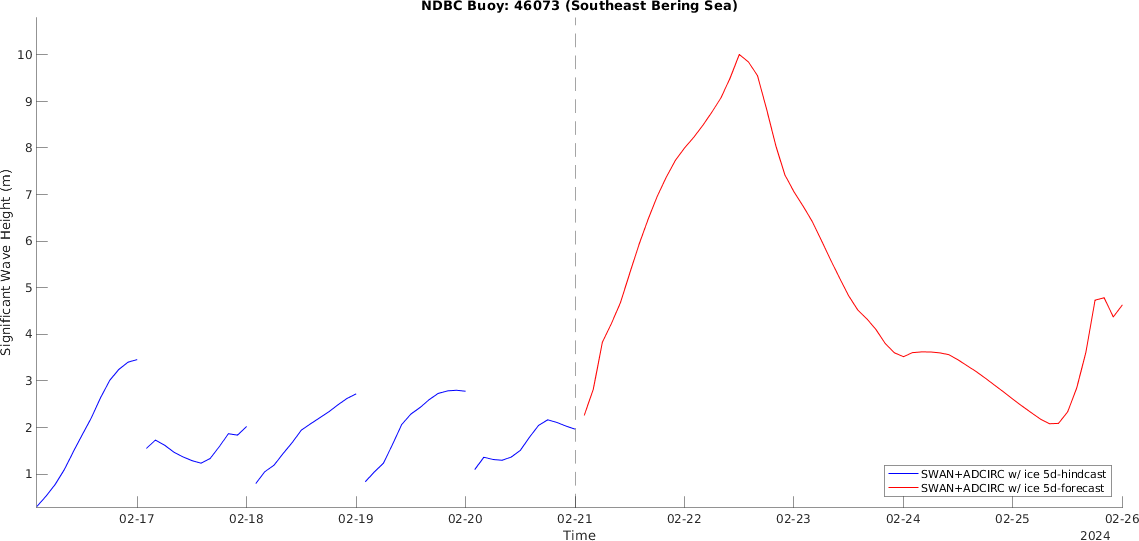 NDBC Buoy: 46073 (Southeast Bering Sea)
Significant Wave Height (m)
10
9
8
7
6
5
4
3
2
1
SWAN+ADCIRC w/ ice 5d-hindcast
SWAN+ADCIRC w/ ice 5d-forecast
02-17 02-18 02-19 02-20 02-21 02-22 02-23 02-24 02-25 02-26
Time
2024